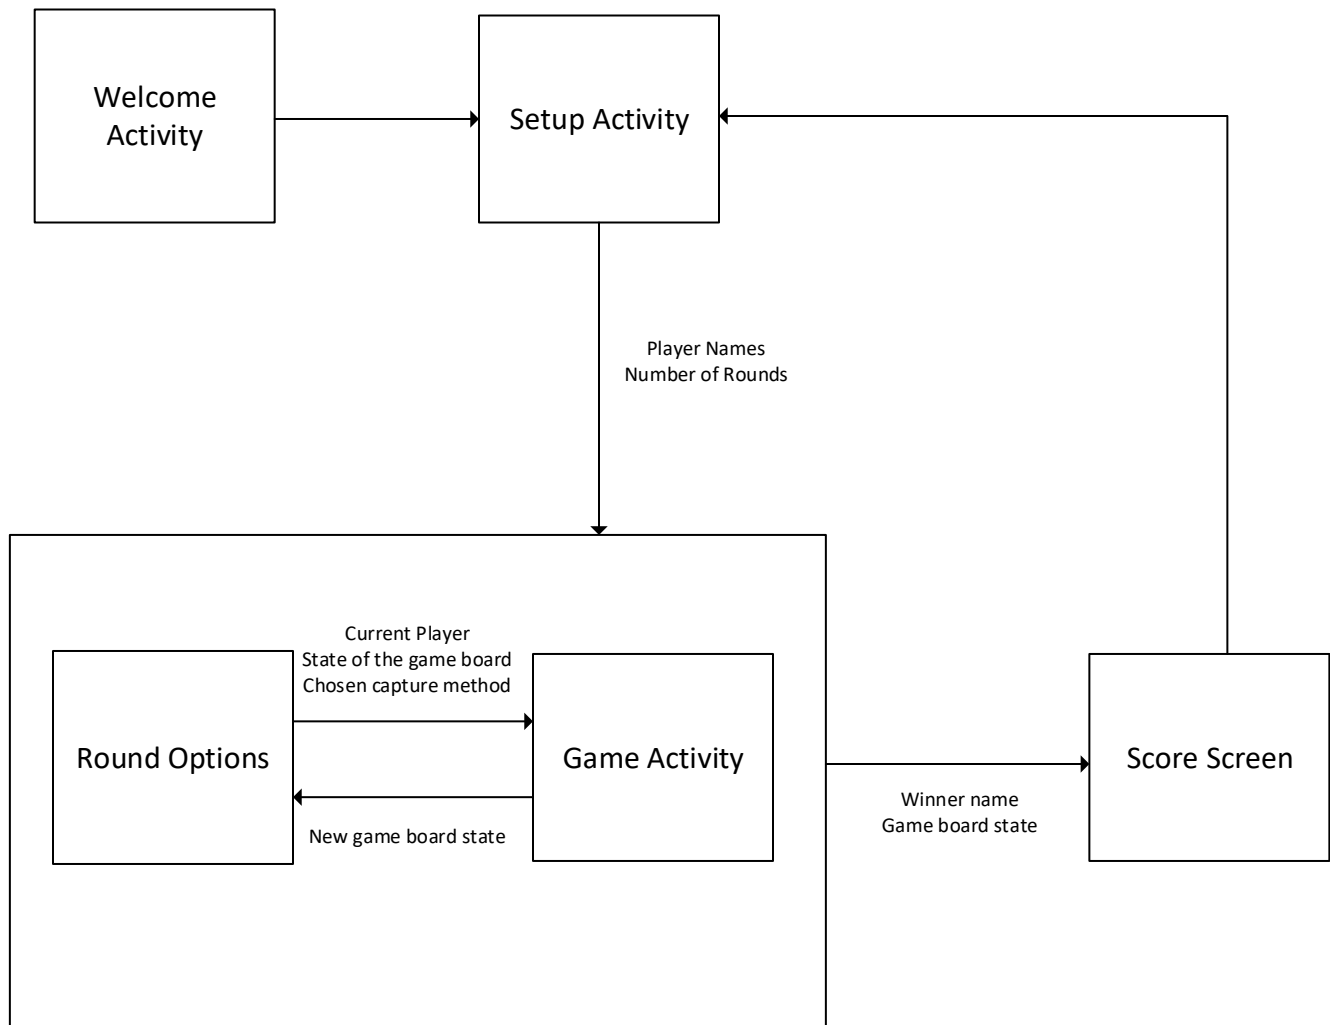 Welcome
Activity
Setup Activity
Player Names
Number of Rounds
Current Player
State of the game board
Chosen capture method
Round Options
Game Activity
New game board state
Winner name
Game board state
Score Screen